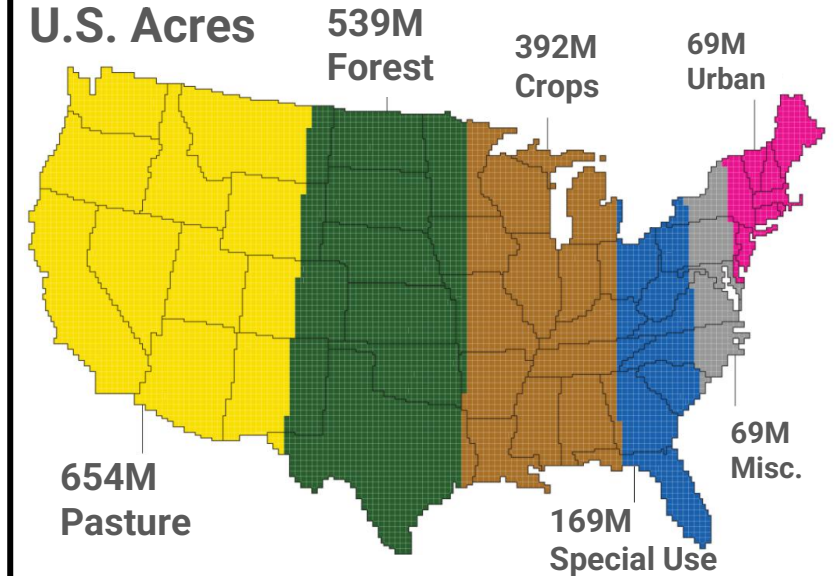 U.S. Acres
539M
Forest
392M
Crops
69M
Urban
654M
Pasture
69M
Misc.
169M
Special Use